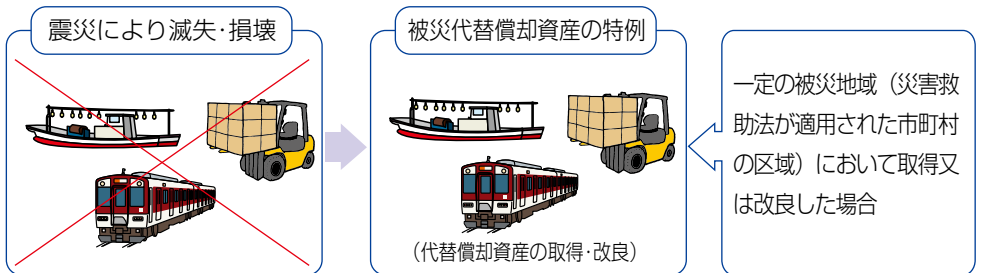 震災により滅失･損壊
被災代替償却資産の特例
（代替償却資産の取得･改良）
一定の被災地域（災害救
助法が適用された市町村
の区域）において取得又
は改良した場合